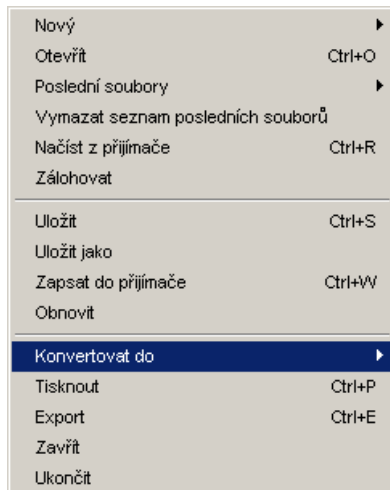 Nový
Otevřít Ctrl+O
Poslední soubory
Vymazat seznam posledních souborů
Načíst z přijímače Ctrl+R
Zálohovat
Uložit Ctrl+S
Uložit jako
Zapsat do přijímače Ctrl+W
Obnovit
Konvertovat do
Tisknout Ctrl+P
Export Ctrl+E
Zavřít
Ukončit